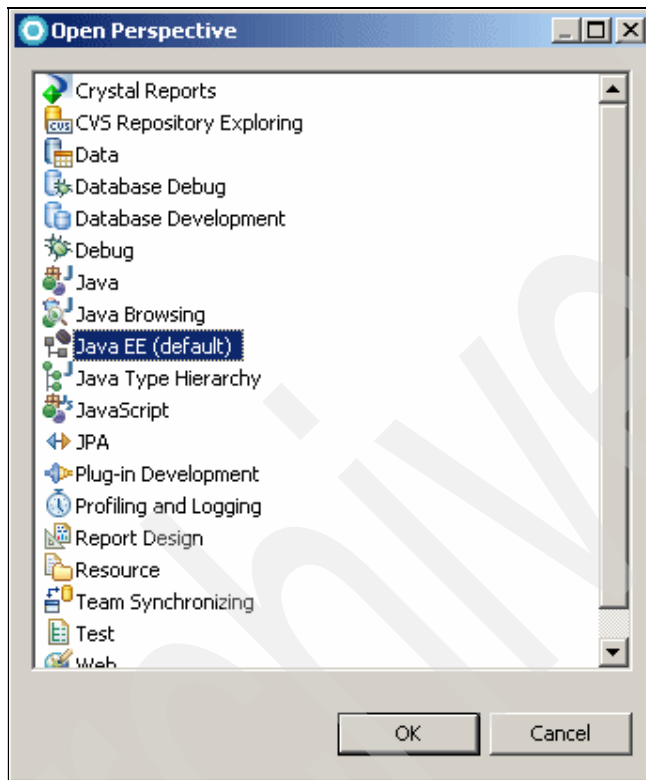 Open Perspective
Crystal Reports
CVS Repository Exploring
Data
Database Debug
Database Development
Debug
Java
Java Browsing
Java EE (default)
Java Type Hierarchy
JavaScript
JPA
Plug-in Development
Profiling and Logging
Report Design
Resource
Team Synchronizing
Test
Web
OK Cancel